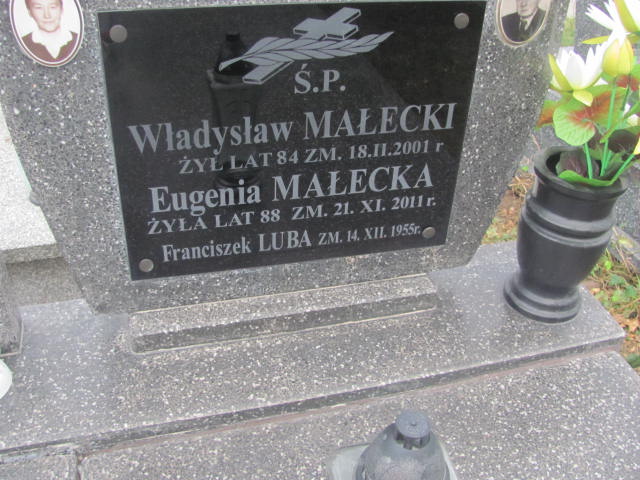 Ś.P.
Władysław MAŁECKI
ŻYŁ LAT 84 ZM. 18.II.2001 r
Eugenia MAŁECKA
ŻYŁA LAT 88 ZM. 21. XI. 2011 r.
Franciszek LUBA ZM. 14. XII. 1955r.